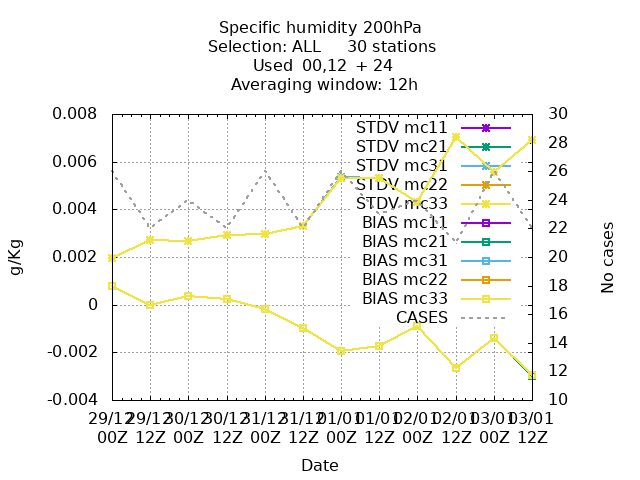 Specific humidity 200hPa
Selection: ALL     30 stations
Used  00,12  + 24
Averaging window: 12h
0.008
0.006
0.004
0.002
0
-0.002
-0.004
g/Kg
STDV mc11
STDV mc21
STDV mc31
STDV mc22
STDV mc33
BIAS mc11
BIAS mc21
BIAS mc31
BIAS mc22
BIAS mc33
CASES
30
28
26
24
22
20
18
16
14
12
10
No cases
29/12 29/12 30/12 30/12 31/12 31/12 01/01 01/01 02/01 02/01 03/01 03/01
00Z 12Z 00Z 12Z 00Z 12Z 00Z 12Z 00Z 12Z 00Z 12Z
Date